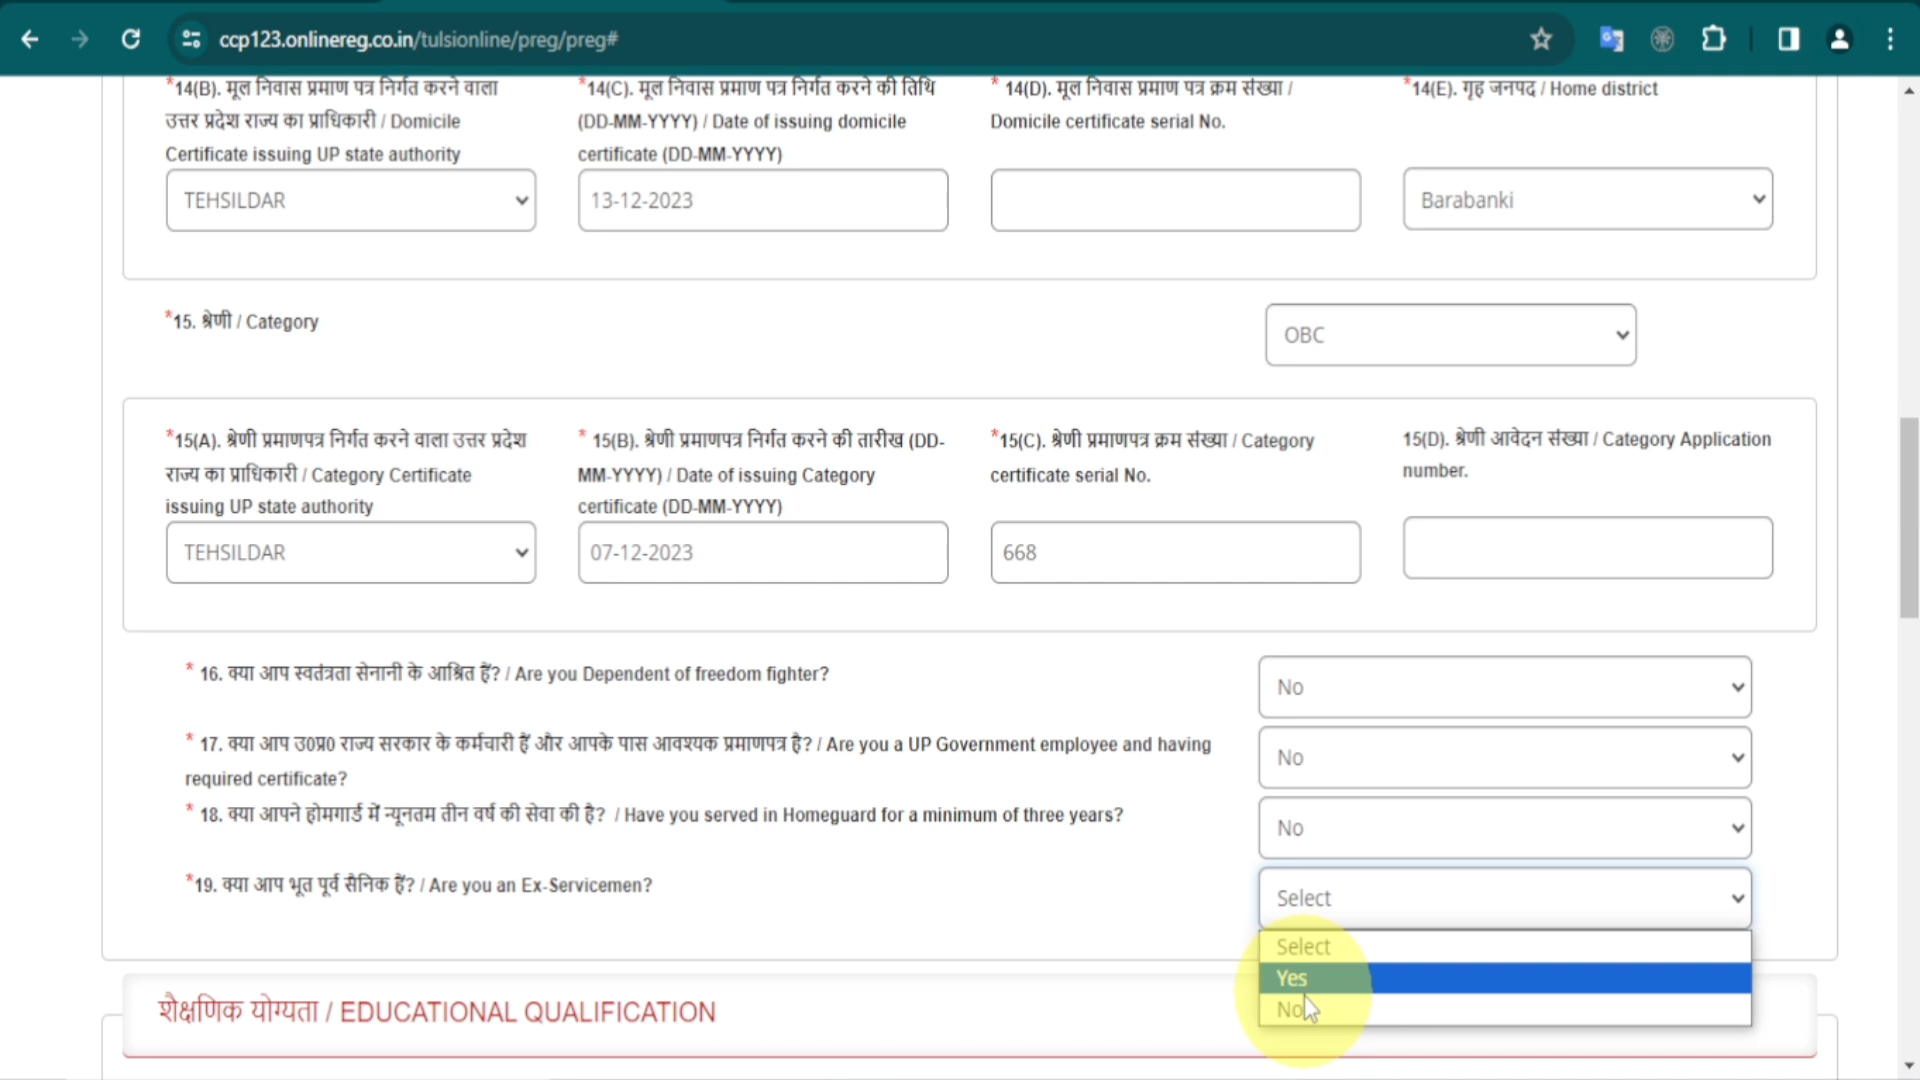 ccp123.onlinereg.co.in/tulsionline/preg/preg#
*14(B). मूल निवास प्रमाण पत्र निर्गत करने वाला
उत्तर प्रदेश राज्य का प्राधिकारी / Domicile
Certificate issuing UP state authority
TEHSILDAR
*14(C). मूल निवास प्रमाण पत्र निर्गत करने की तिथि
(DD-MM-YYYY) / Date of issuing domicile
certificate (DD-MM-YYYY)
13-12-2023
* 14(D). मूल निवास प्रमाण पत्र क्रम संख्या /
Domicile certificate serial No.
*14(E). गृह जनपद / Home district
Barabanki
*15. श्रेणी / Category
OBC
*15(A). श्रेणी प्रमाणपत्र निर्गत करने वाला उत्तर प्रदेश
राज्य का प्राधिकारी / Category Certificate
issuing UP state authority
TEHSILDAR
* 15(B). श्रेणी प्रमाणपत्र निर्गत करने की तारीख (DD-
MM-YYYY) / Date of issuing Category
certificate (DD-MM-YYYY)
07-12-2023
*15(C). श्रेणी प्रमाणपत्र क्रम संख्या / Category
certificate serial No.
668
15(D). श्रेणी आवेदन संख्या / Category Application
number.
* 16. क्या आप स्वतंत्रता सेनानी के आश्रित हैं? / Are you Dependent of freedom fighter?
No
* 17. क्या आप उ0प्र0 राज्य सरकार के कर्मचारी हैं और आपके पास आवश्यक प्रमाणपत्र है? / Are you a UP Government employee and having
required certificate?
No
* 18. क्या आपने होमगार्ड में न्यूनतम तीन वर्ष की सेवा की है? / Have you served in Homeguard for a minimum of three years?
No
*19. क्या आप भूत पूर्व सैनिक हैं? / Are you an Ex-Servicemen?
Select
Select
Yes
No
शैक्षणिक योग्यता / EDUCATIONAL QUALIFICATION